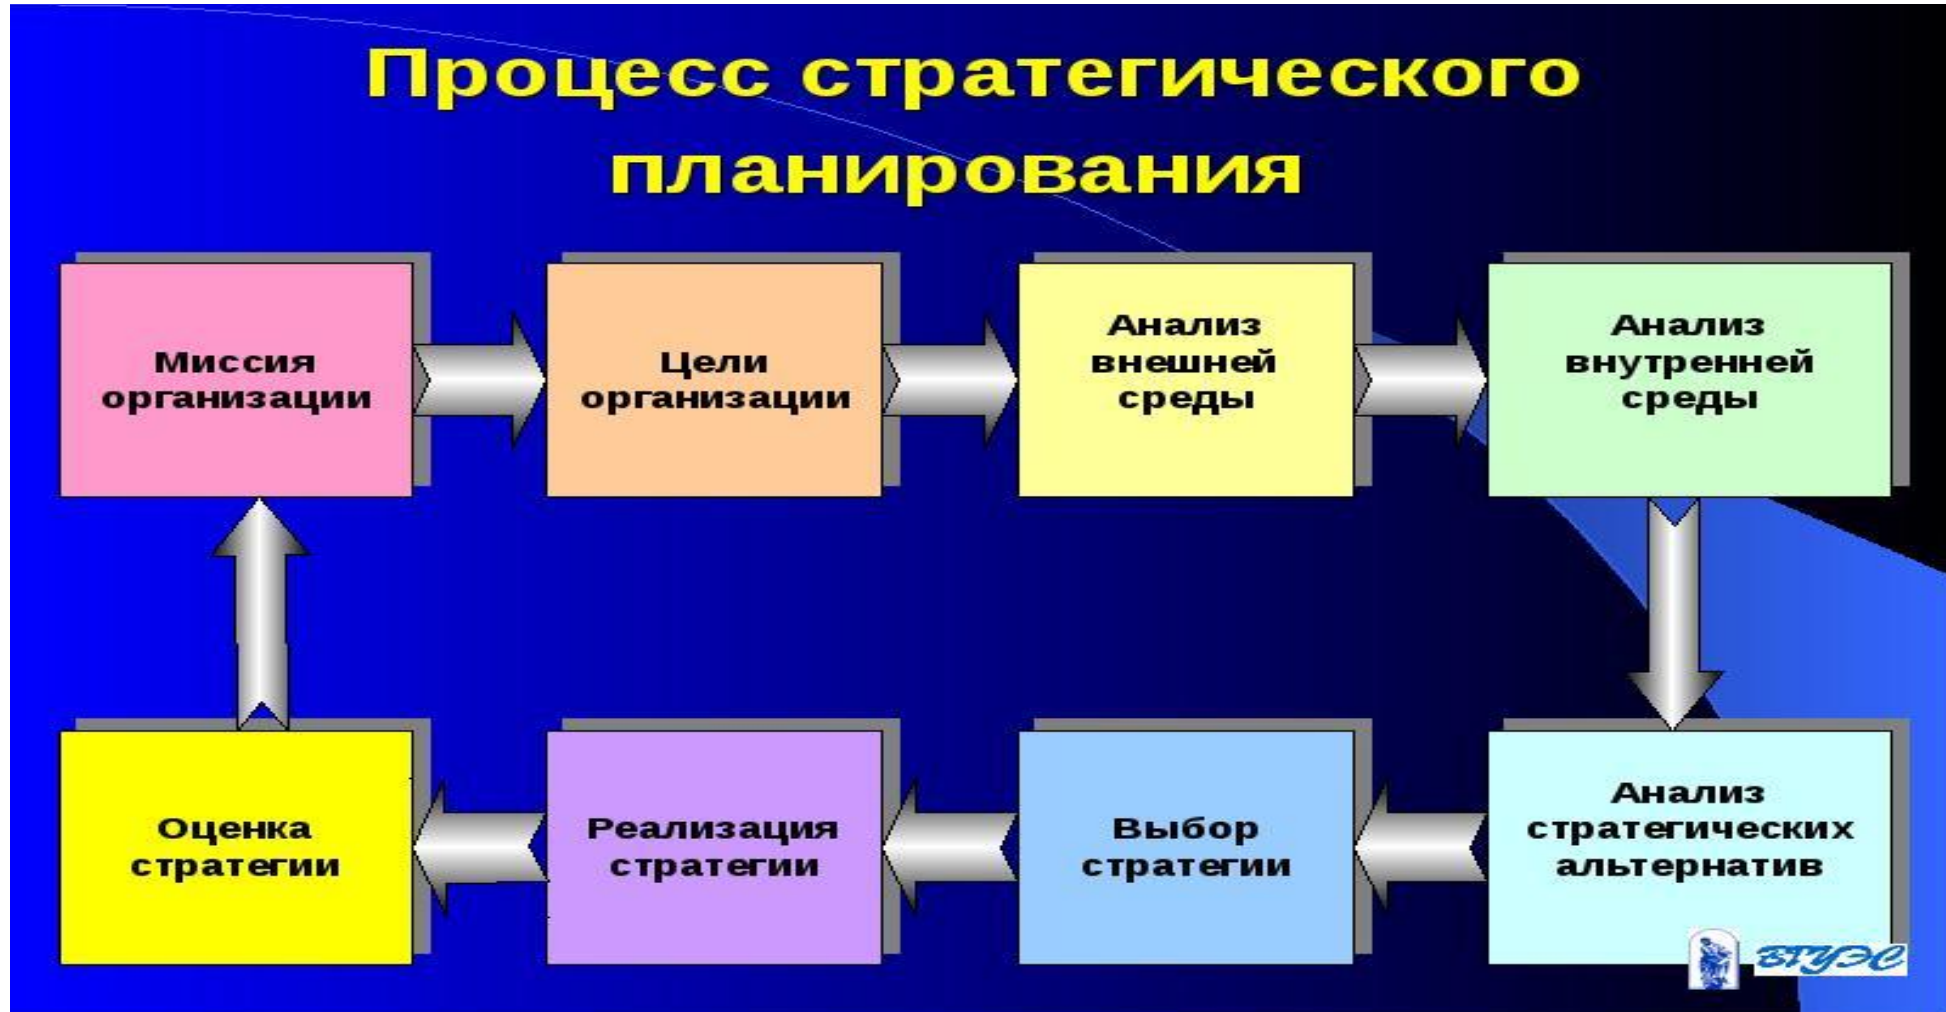 Процесс стратегического
планирования
Миссия
организации
Цели
организации
Анализ
внешней
среды
Анализ
внутренней
среды
Оценка
стратегии
Реализация
стратегии
Выбор
стратегии
Анализ
стратегических
альтернатив
ВГУЭС